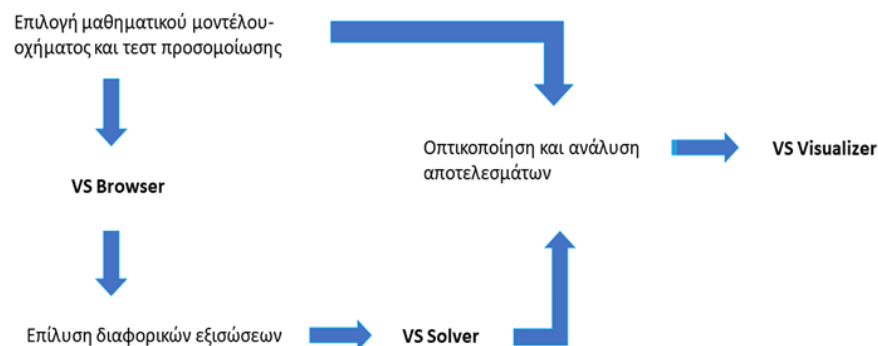 Επιλογή μαθηματικού μοντέλου-
οχήματος και τεστ προσομοίωσης
Οπτικοποίηση και ανάλυση
αποτελεσμάτων
VS Visualizer
VS Browser
Επίλυση διαφορικών εξισώσεων
VS Solver